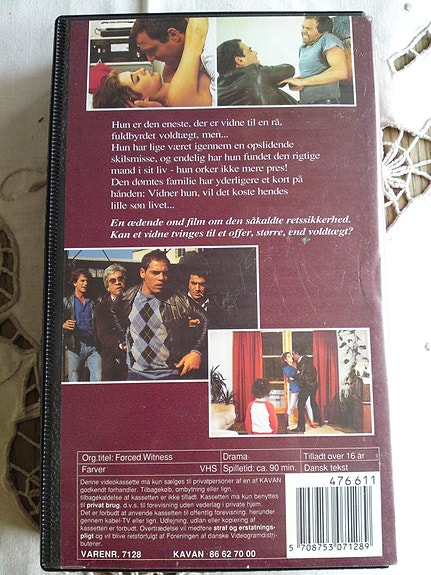 Hun er den eneste, der er vidne til en rå,
fuldbyrdet voldtægt, men...
Hun har lige været igennem en opslidende
skilsmisse, og endelig har hun fundet den rigtige
mand i sit liv - hun orker ikke mere pres!
Den dømtes familie har yderligere et kort på
hånden: Vidner hun, vil det koste hendes
lille søn livet...
En ædende ond film om den såkaldte retssikkerhed.
Kan et vidne tvinges til et offer, større, end voldtægt?
Org.titel: Forced Witness Drama Tilladt over 16 år
Farver VHS Spilletid: ca. 90 min. Dansk tekst
Denne videokassette må kun sælges til privatpersoner af en af KAVAN
godkendt forhandler. Tilbagekøb, ombytning eller lign.
tilbagekaldelse af kassetten er ikke tilladt. Kassetten må kun benyttes
til privat brug, d.v.s. til forevisning uden vederlag i private hjem.
Det er forbudt at anvende kassetten til offentlig forevisning, herunder
gennem kabel-TV eller lign. Udlejning, udlan eller kopiering af
kassetten er forbudt. Overtrædelse vil medføre straf og erstatnings-
pligt og vil blive retsforfulgt af Foreningen af danske Videogramdistri-
butører.
VARENR. 7128 KAVAN 86 62 70 00
476611
5 708753 071289